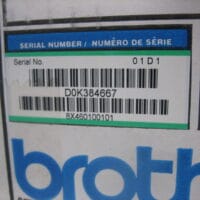 SERIAL NUMBER / NUMÉRO DE SÉRIE
Serial No. 01D1
D0K384667
8X460100101
broth